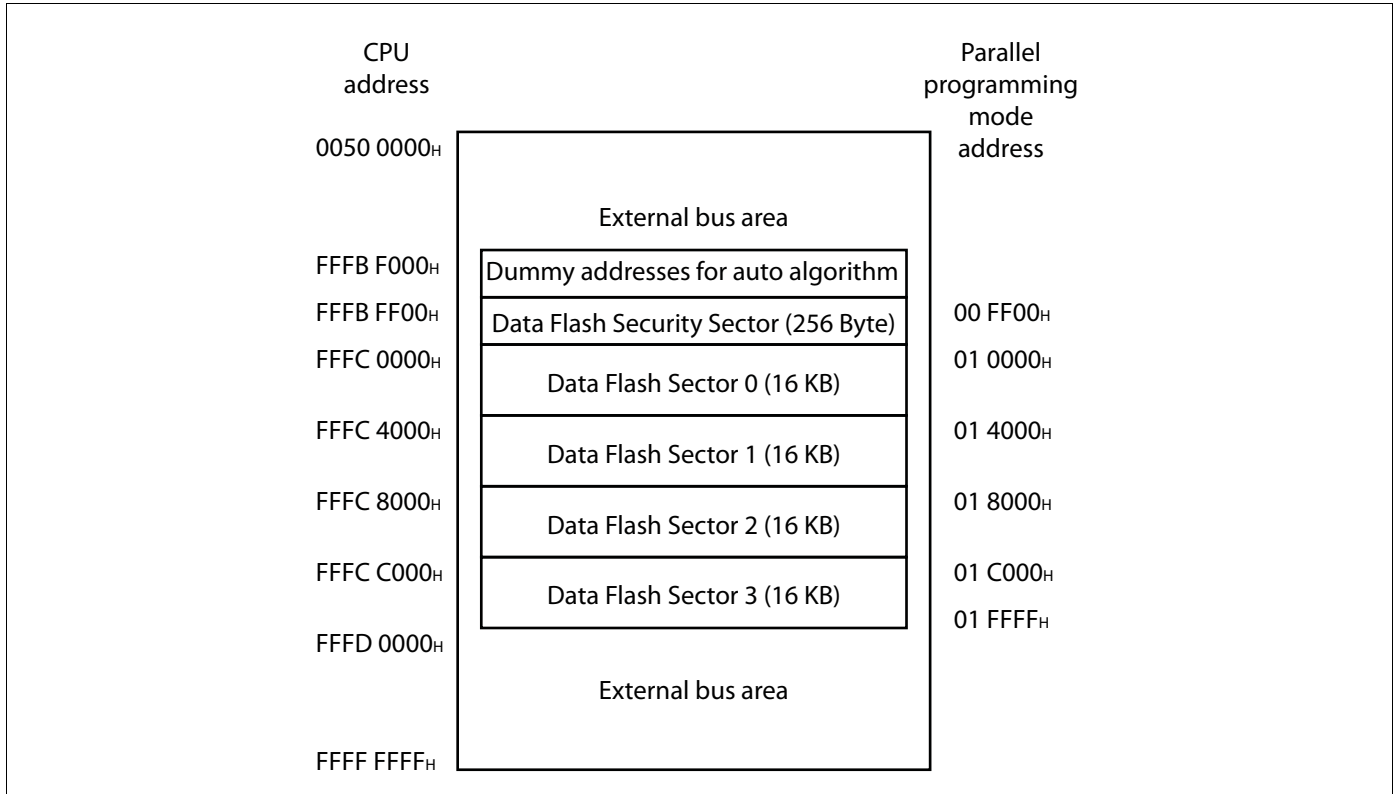 CPU
address
Parallel
programming
mode
address
0050 0000H
External bus area
FFFB F000H
Dummy addresses for auto algorithm
FFFB FF00H
Data Flash Security Sector (256 Byte)
00 FF00H
FFFC 0000H
Data Flash Sector 0 (16 KB)
01 0000H
FFFC 4000H
Data Flash Sector 1 (16 KB)
01 4000H
FFFC 8000H
Data Flash Sector 2 (16 KB)
01 8000H
FFFC C000H
Data Flash Sector 3 (16 KB)
01 C000H
01 FFFFH
FFFD 0000H
External bus area
FFFF FFFFH